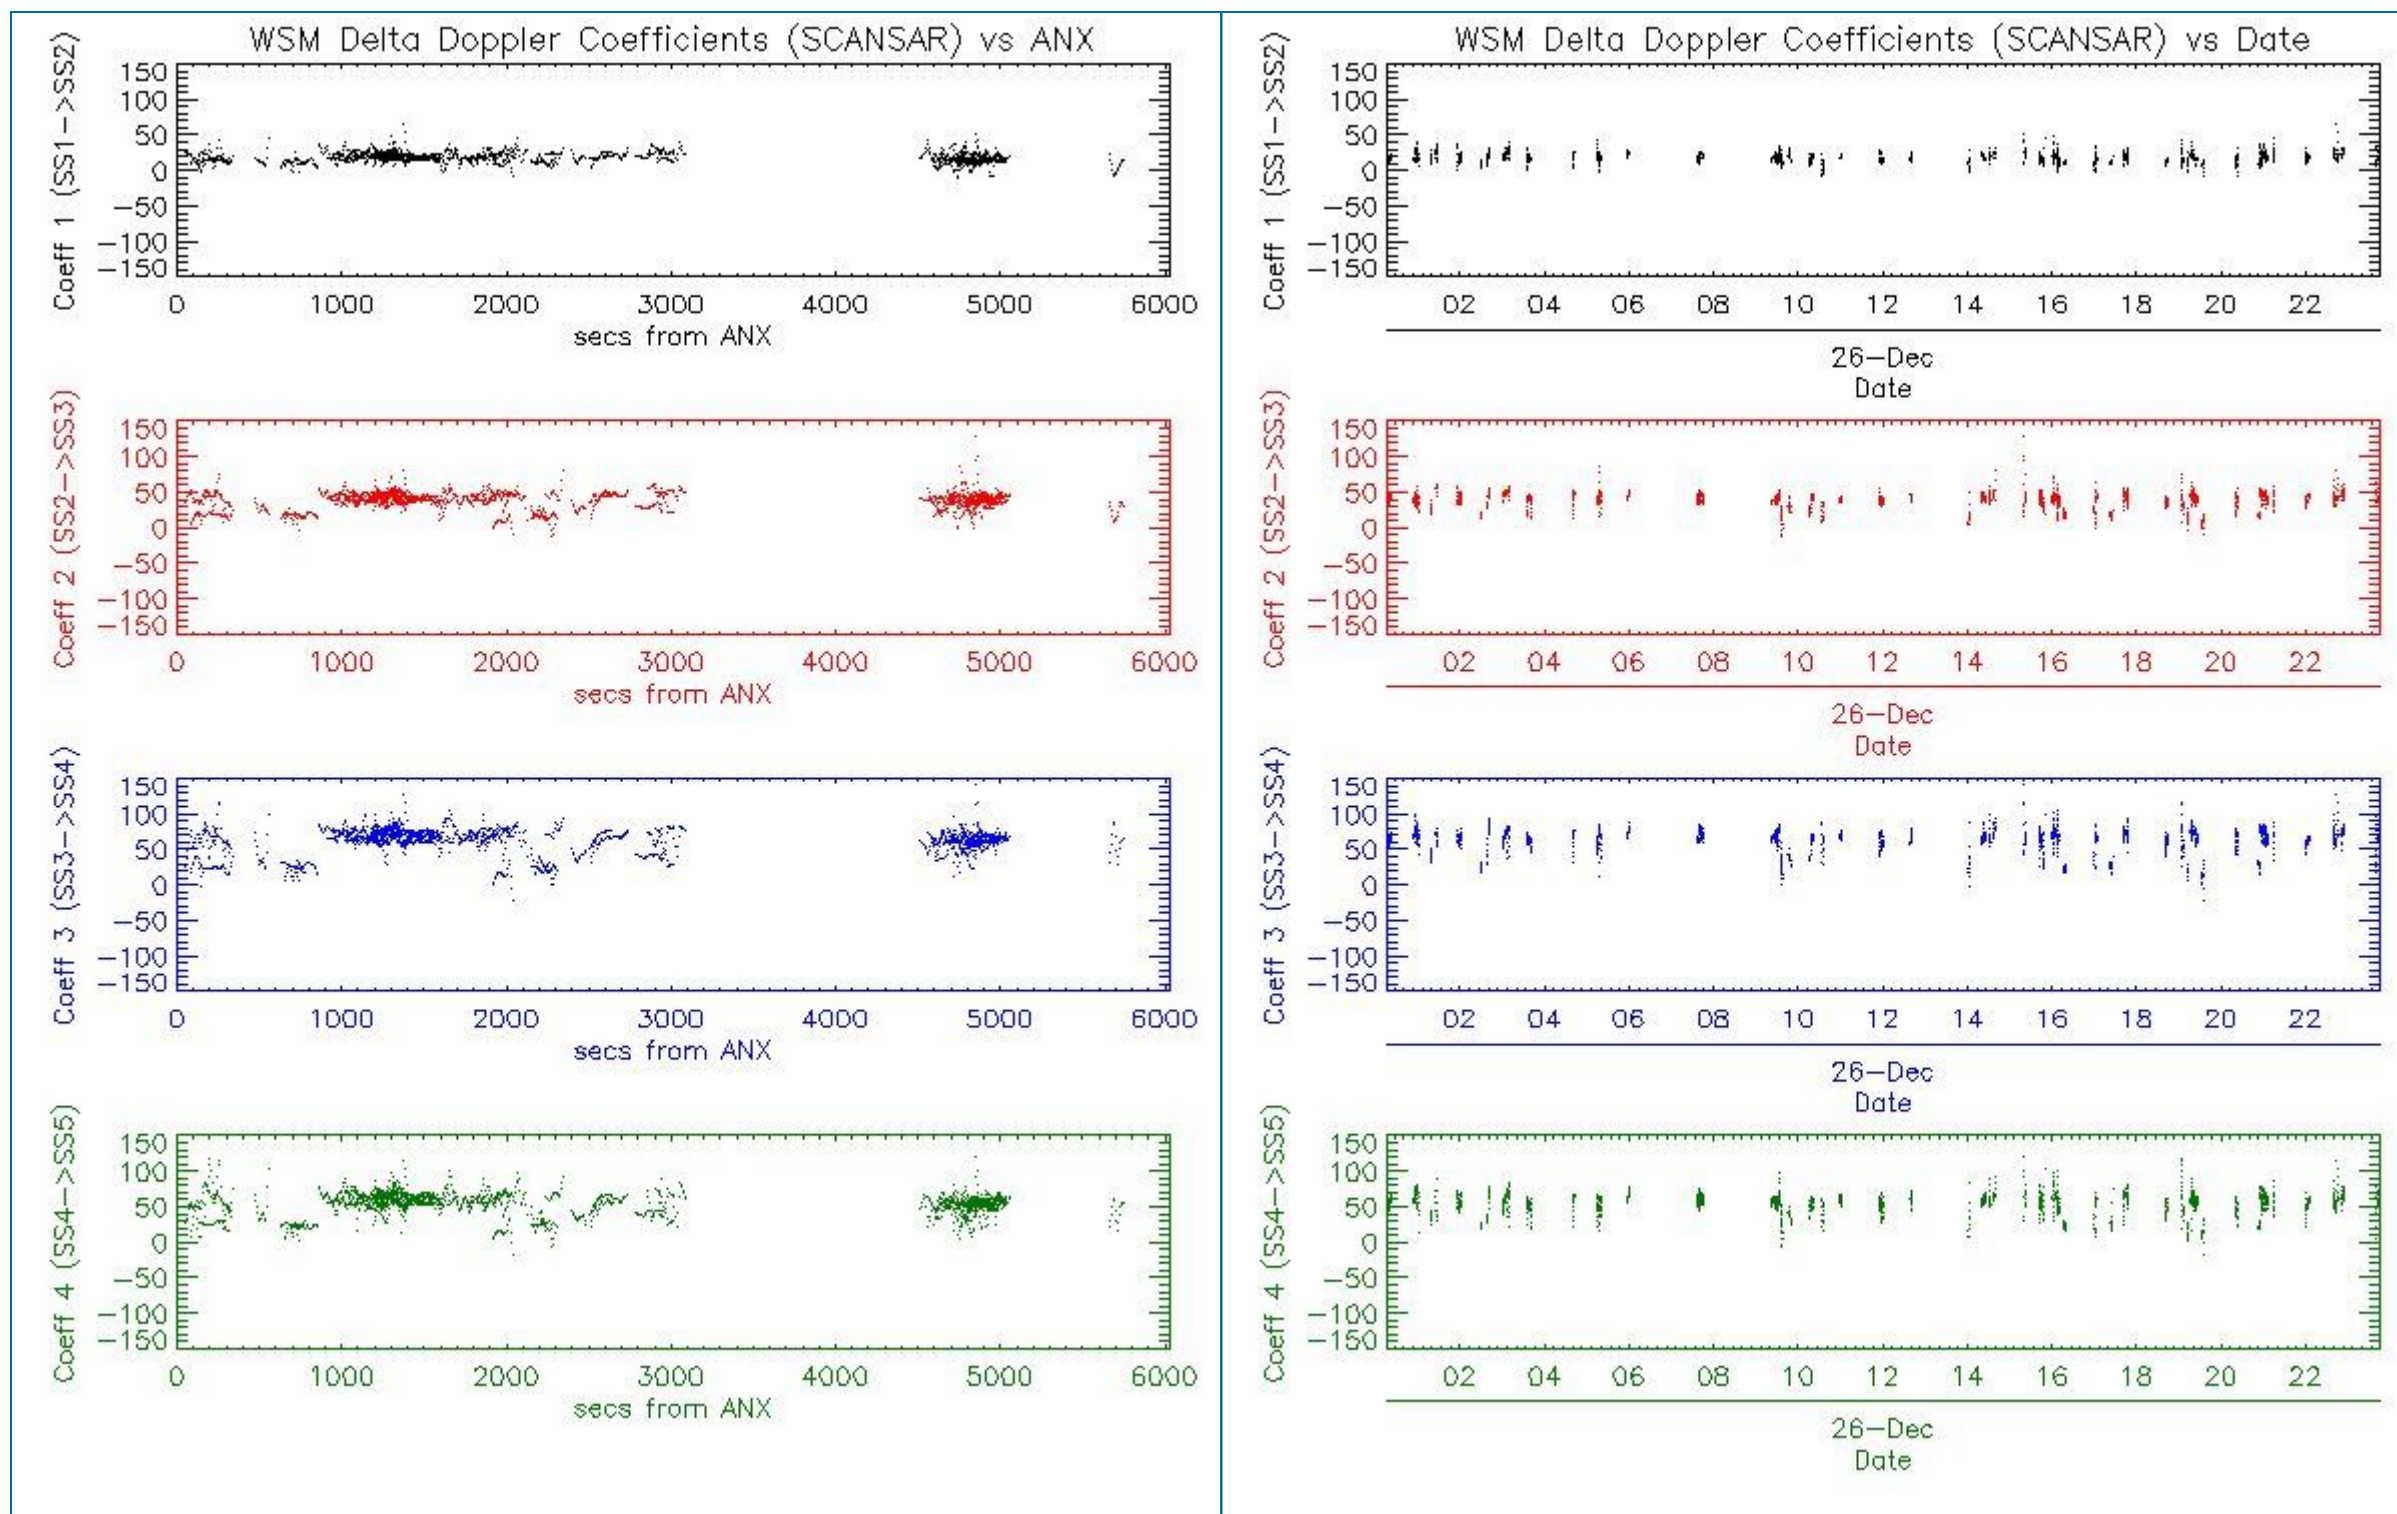 WSM Delta Doppler Coefficients (SCANSAR) vs ANX
Coeff 1 (SS1->SS2)
150
100
50
0
-50
-100
-150
0 1000 2000 3000 4000 5000 6000
secs from ANX
Coeff 2 (SS2->SS3)
150
100
50
0
-50
-100
-150
0 1000 2000 3000 4000 5000 6000
secs from ANX
Coeff 3 (SS3->SS4)
150
100
50
0
-50
-100
-150
0 1000 2000 3000 4000 5000 6000
secs from ANX
Coeff 4 (SS4->SS5)
150
100
50
0
-50
-100
-150
0 1000 2000 3000 4000 5000 6000
secs from ANX
WSM Delta Doppler Coefficients (SCANSAR) vs Date
Coeff 1 (SS1->SS2)
150
100
50
0
-50
-100
-150
02 04 06 08 10 12 14 16 18 20 22
26-Dec
Date
Coeff 2 (SS2->SS3)
150
100
50
0
-50
-100
-150
02 04 06 08 10 12 14 16 18 20 22
26-Dec
Date
Coeff 3 (SS3->SS4)
150
100
50
0
-50
-100
-150
02 04 06 08 10 12 14 16 18 20 22
26-Dec
Date
Coeff 4 (SS4->SS5)
150
100
50
0
-50
-100
-150
02 04 06 08 10 12 14 16 18 20 22
26-Dec
Date